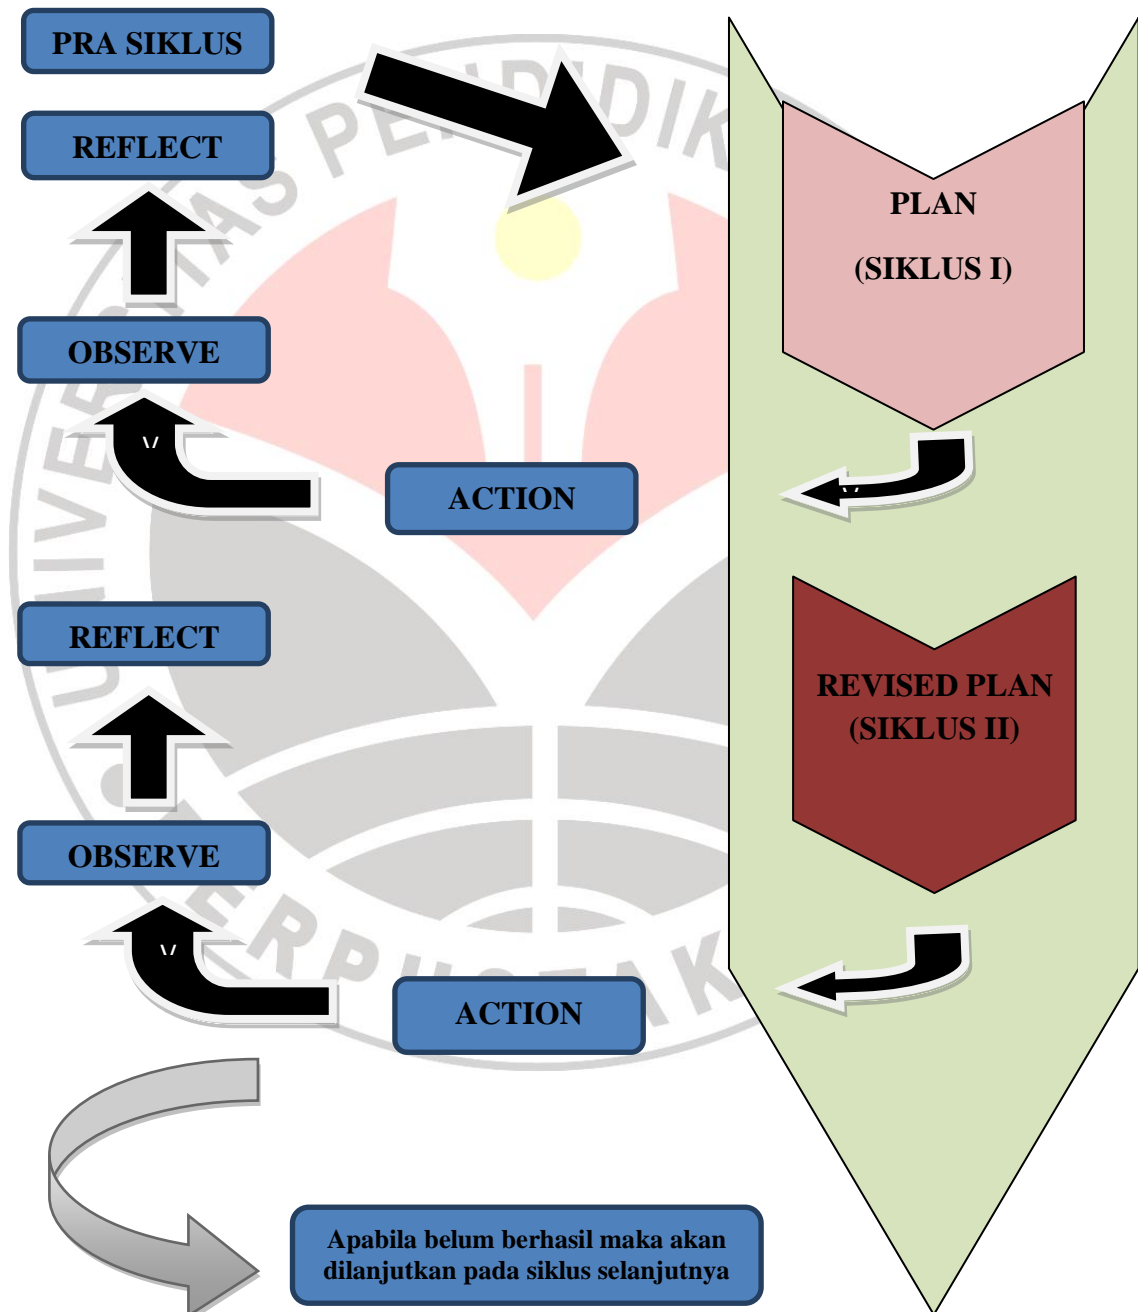 PRA SIKLUS
REFLECT
PLAN
(SIKLUS I)
OBSERVE
ACTION
REFLECT
REVISED PLAN
(SIKLUS II)
OBSERVE
ACTION
Apabila belum berhasil maka akan
dilanjutkan pada siklus selanjutnya